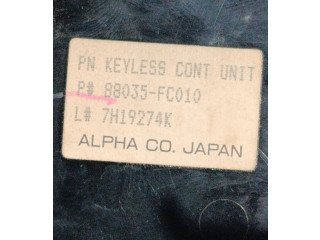 PN KEYLESS CONT UNIT
P# 88035-FC010
L# 7H19274K
ALPHA CO. JAPAN